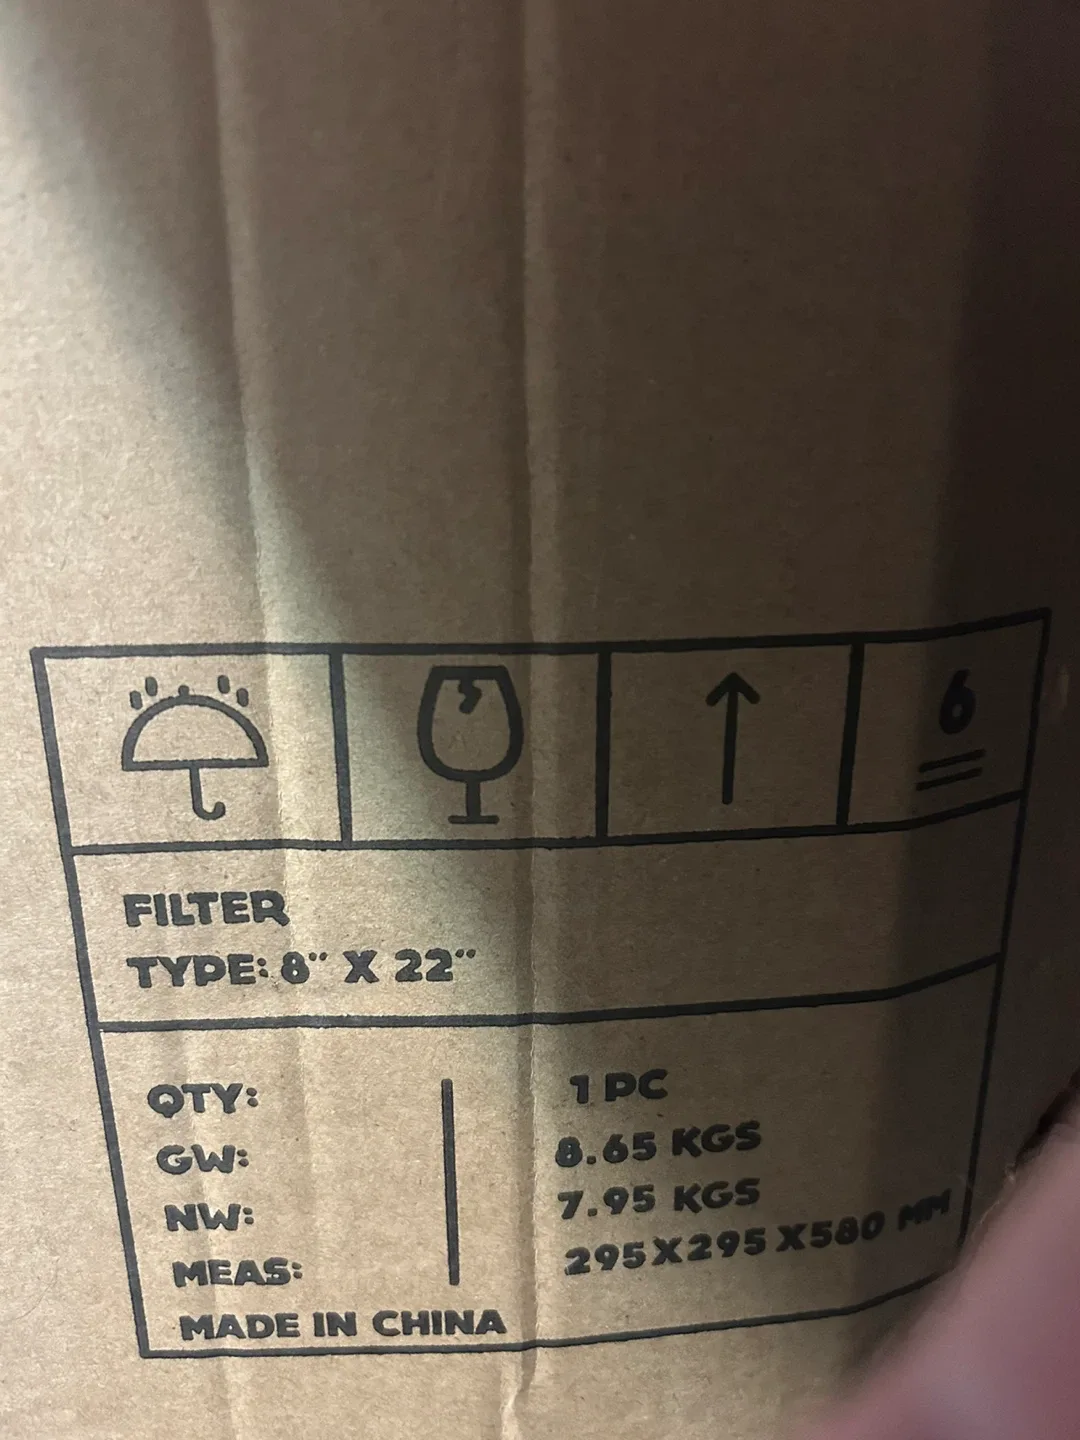 6
FILTER
TYPE: 8" X 22"
QTY: 1 PC
GW: 8.65 KGS
NW: 7.95 KGS
MEAS: 295X295X580 MM
MADE IN CHINA